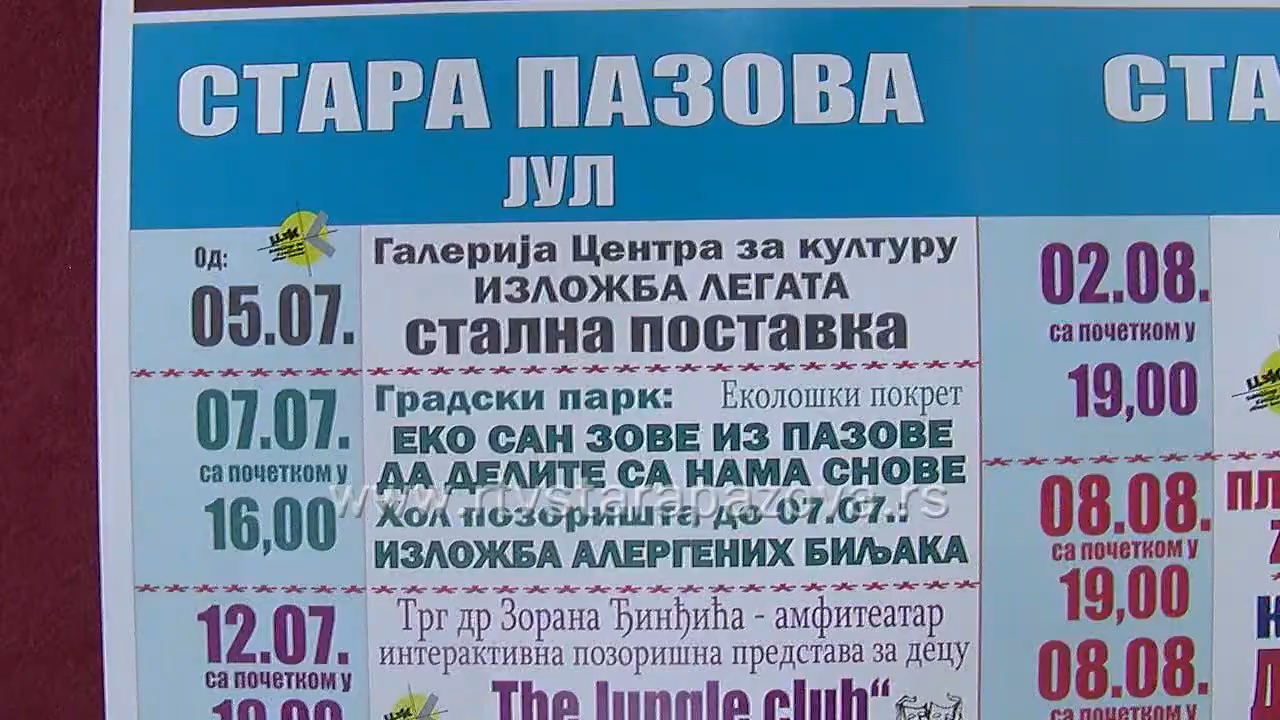 СТАРА ПАЗОВА
ЈУЛ
Од:
05.07.
Галерија Центра за културу
ИЗЛОЖБА ЛЕГАТА
СТАЛНА ПОСТАВКА
07.07.
са почетком у
16,00
Градски парк: Еколошки покрет
ЕКО САН ЗОВЕ ИЗ ПАЗОВЕ
ДА ДЕЛИТЕ СА НАМА СНОВЕ
Хол позоришта до 07.07..
ИЗЛОЖБА АЛЕРГЕНИХ БИЉАКА
www.rtvstarapazova.rs
12.07.
са почетком у
Трг др Зорана Ђинђића - амфитеатар
интерактивна позоришна представа за децу
The Jungle club“
СТА
02.08.
са почетком у
19,00
08.08.
са почетком у
19,00
08.08.
са почетком у